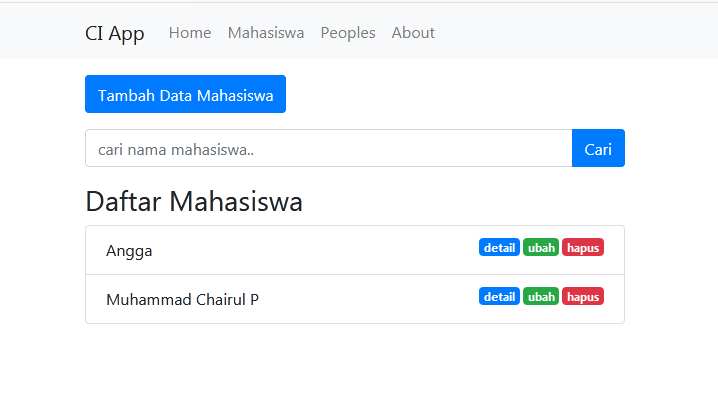 CI App Home Mahasiswa Peoples About
Tambah Data Mahasiswa
cari nama mahasiswa.. Cari
Daftar Mahasiswa
Angga detail ubah hapus
Muhammad Chairul P detail ubah hapus